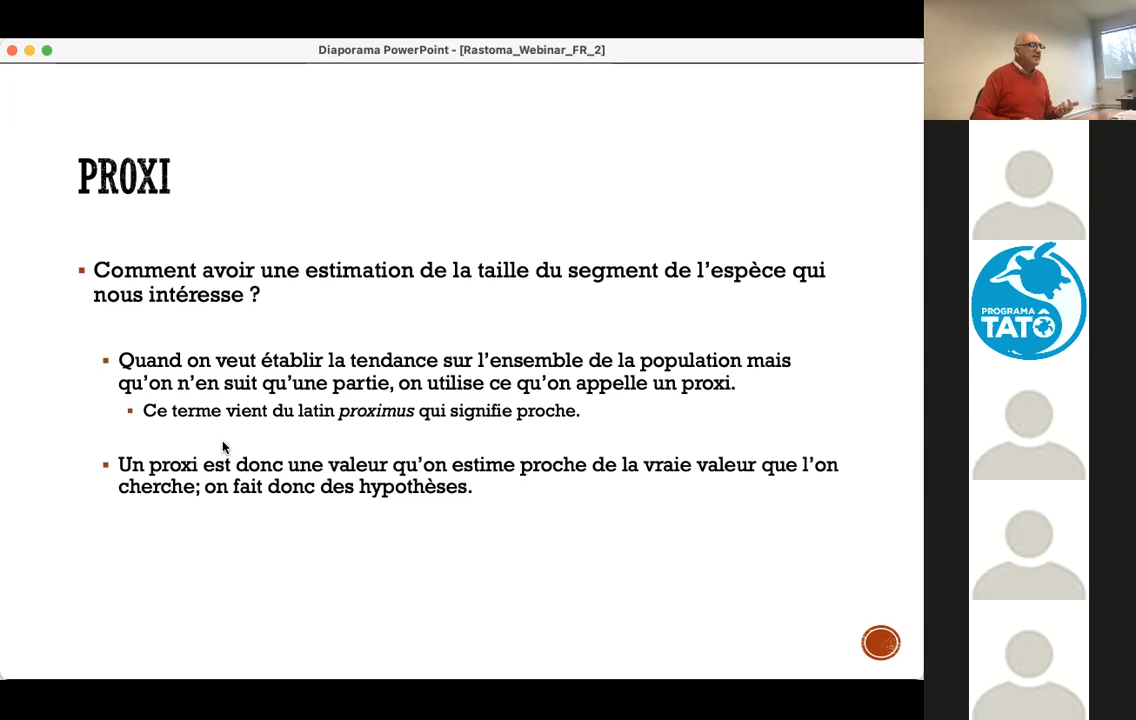 Diaporama PowerPoint - [Rastoma_Webinar_FR_2]
PROXI
▪ Comment avoir une estimation de la taille du segment de l’espèce qui
nous intéresse ?
▪ Quand on veut établir la tendance sur l’ensemble de la population mais
qu’on n’en suit qu’une partie, on utilise ce qu’on appelle un proxi.
▪ Ce terme vient du latin proximus qui signifie proche.
▪ Un proxi est donc une valeur qu’on estime proche de la vraie valeur que l’on
cherche; on fait donc des hypothèses.
PROGRAMA
TATÔ